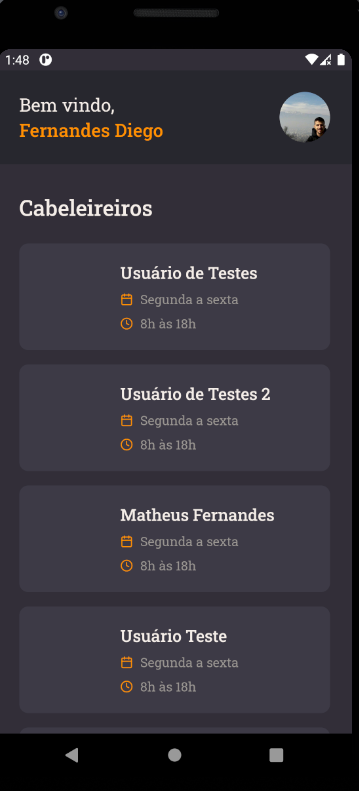 1:48
Bem vindo,
Fernandes Diego
Cabeleireiros
Usuário de Testes
Segunda a sexta
8h às 18h
Usuário de Testes 2
Segunda a sexta
8h às 18h
Matheus Fernandes
Segunda a sexta
8h às 18h
Usuário Teste
Segunda a sexta
8h às 18h